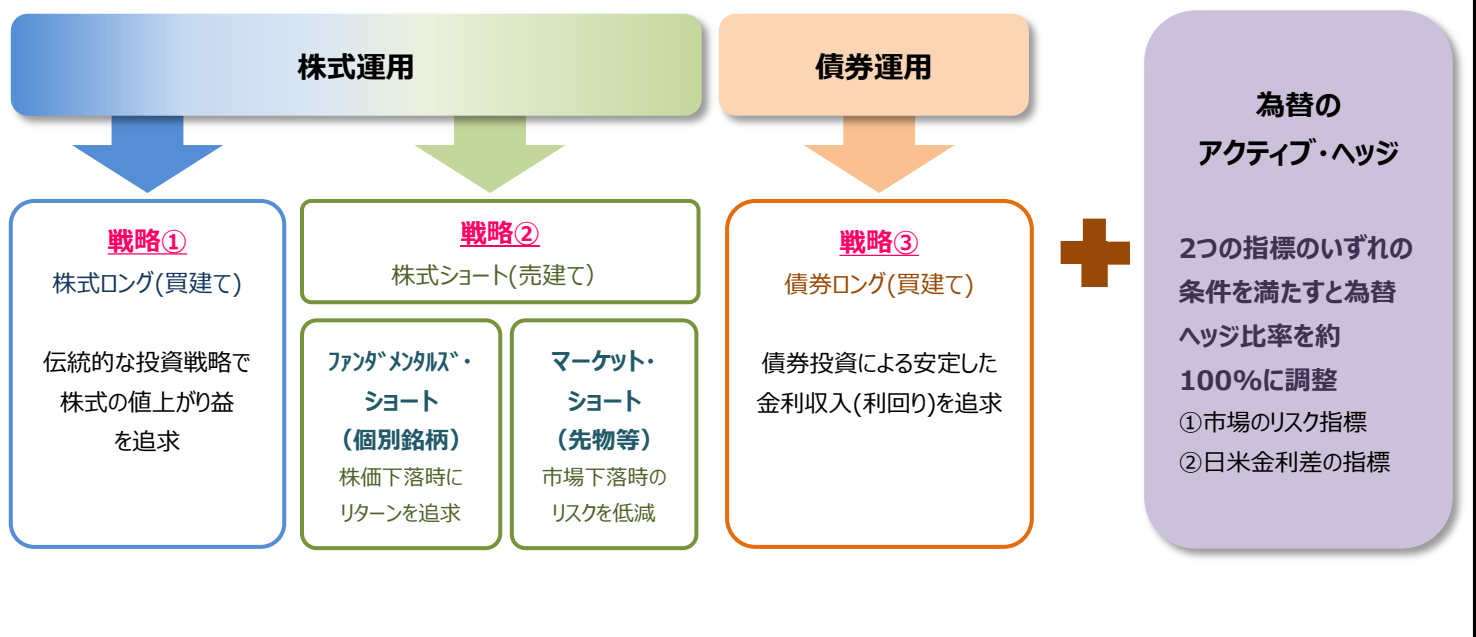 株式運用
債券運用
戦略①
株式ロング(買建て)
伝統的な投資戦略で
株式の値上がり益
を追求
戦略②
株式ショート(売建て)
ﾌｧﾝﾀﾞﾒﾝﾀﾙｽﾞ・
ショート
(個別銘柄)
株価下落時に
リターンを追求
マーケット・
ショート
(先物等)
市場下落時の
リスクを低減
戦略③
債券ロング(買建て)
債券投資による安定した
金利収入(利回り)を追求
為替の
アクティブ・ヘッジ
2つの指標のいずれの
条件を満たすと為替
ヘッジ比率を約
100%に調整
①市場のリスク指標
②日米金利差の指標